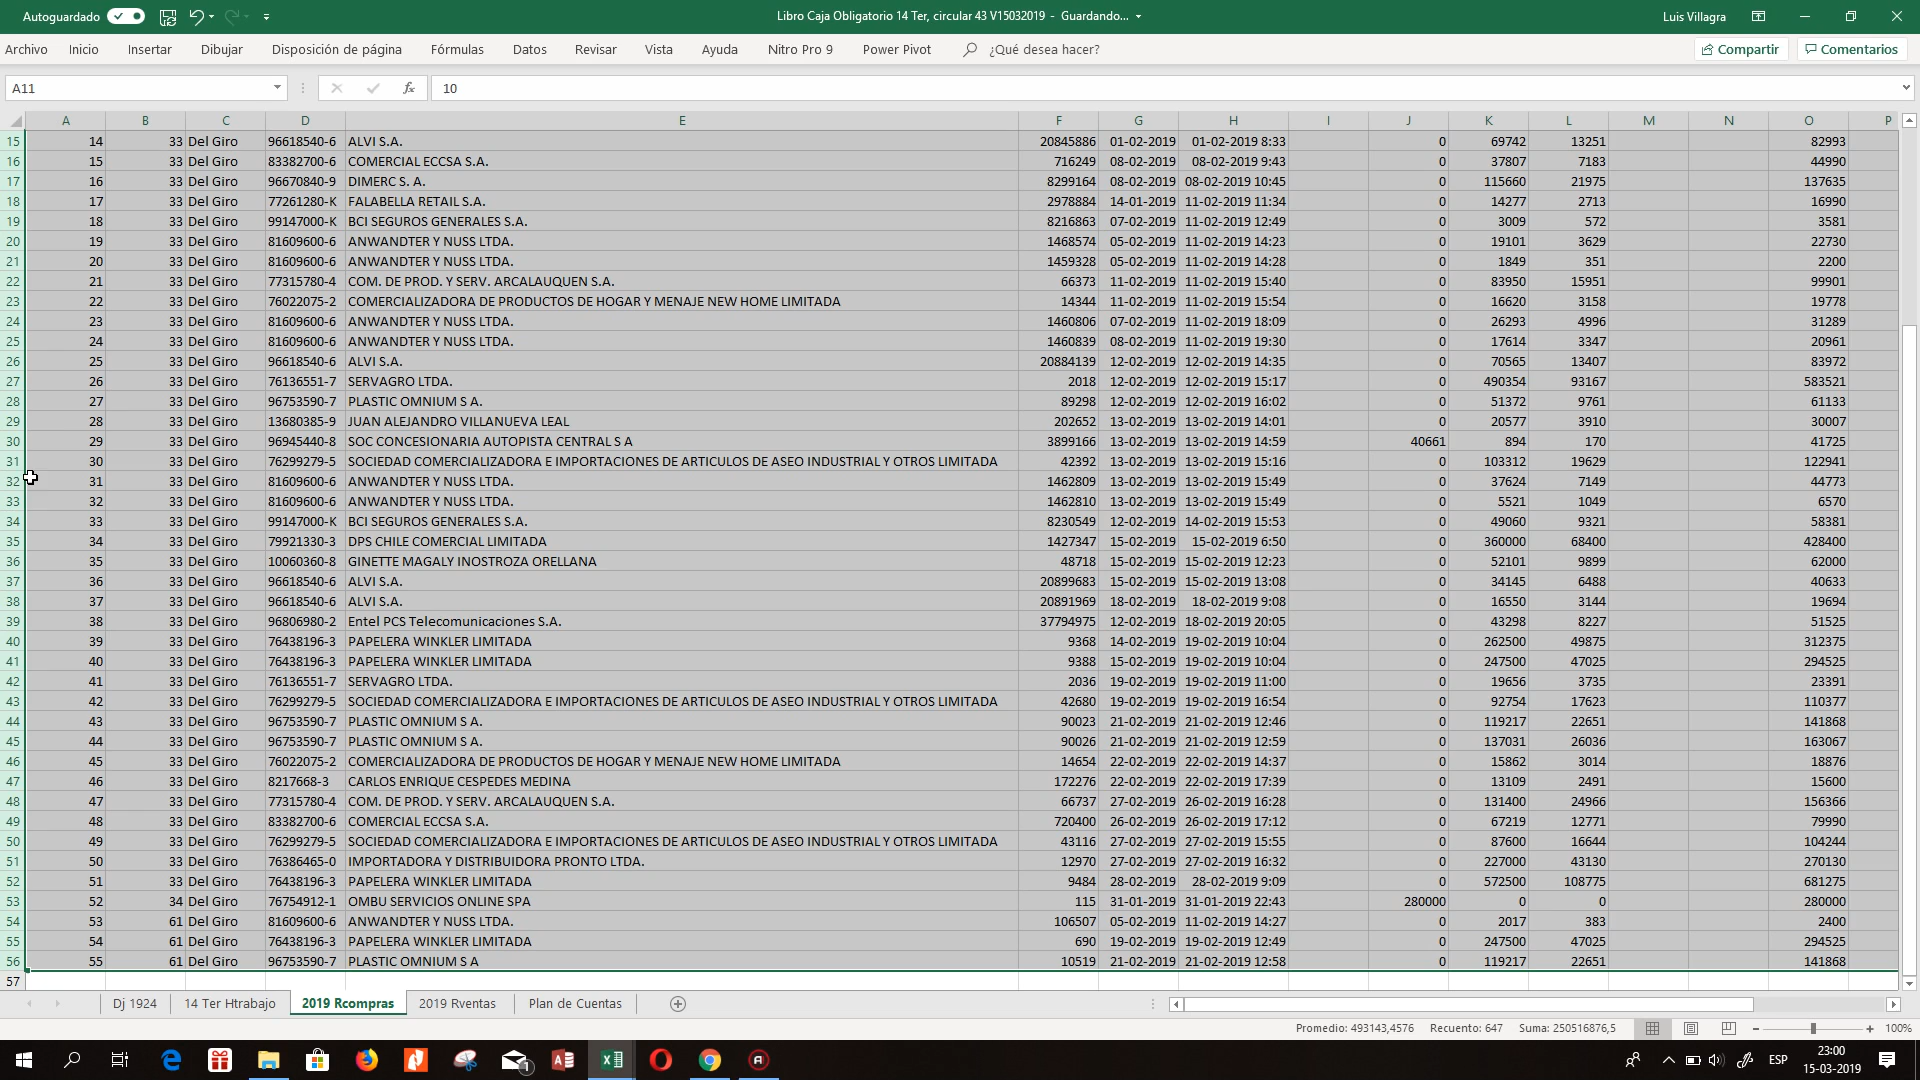 Autoguardado
Libro Caja Obligatorio 14 Ter, circular 43 V15032019 - Guardando...
Luis Villagra
Archivo Inicio Insertar Dibujar Disposición de página Fórmulas Datos Revisar Vista Ayuda Nitro Pro 9 Power Pivot ¿Qué desea hacer? Compartir Comentarios
A11 fx 10
A B C D E F G H I J K L M N O P
15 14 33 Del Giro 96618540-6 ALVI S.A. 20845886 01-02-2019 01-02-2019 8:33 0 69742 13251 82993
16 15 33 Del Giro 83382700-6 COMERCIAL ECCSA S.A. 716249 08-02-2019 08-02-2019 9:43 0 37807 7183 44990
17 16 33 Del Giro 96670840-9 DIMERC S. A. 8299164 08-02-2019 08-02-2019 10:45 0 115660 21975 137635
18 17 33 Del Giro 77261280-K FALABELLA RETAIL S.A. 2978884 14-01-2019 11-02-2019 11:34 0 14277 2713 16990
19 18 33 Del Giro 99147000-K BCI SEGUROS GENERALES S.A. 8216863 07-02-2019 11-02-2019 12:49 0 3009 572 3581
20 19 33 Del Giro 81609600-6 ANWANDTER Y NUSS LTDA. 1468574 05-02-2019 11-02-2019 14:23 0 19101 3629 22730
21 20 33 Del Giro 81609600-6 ANWANDTER Y NUSS LTDA. 1459328 05-02-2019 11-02-2019 14:28 0 1849 351 2200
22 21 33 Del Giro 77315780-4 COM. DE PROD. Y SERV. ARCALAUQUEN S.A. 66373 11-02-2019 11-02-2019 15:40 0 83950 15951 99901
23 22 33 Del Giro 76022075-2 COMERCIALIZADORA DE PRODUCTOS DE HOGAR Y MENAJE NEW HOME LIMITADA 14344 11-02-2019 11-02-2019 15:54 0 16620 3158 19778
24 23 33 Del Giro 81609600-6 ANWANDTER Y NUSS LTDA. 1460806 07-02-2019 11-02-2019 18:09 0 26293 4996 31289
25 24 33 Del Giro 81609600-6 ANWANDTER Y NUSS LTDA. 1460839 08-02-2019 11-02-2019 19:30 0 17614 3347 20961
26 25 33 Del Giro 96618540-6 ALVI S.A. 20884139 12-02-2019 12-02-2019 14:35 0 70565 13407 83972
27 26 33 Del Giro 76136551-7 SERVAGRO LTDA. 2018 12-02-2019 12-02-2019 15:17 0 490354 93167 583521
28 27 33 Del Giro 96753590-7 PLASTIC OMNIUM S A. 89298 12-02-2019 12-02-2019 16:02 0 51372 9761 61133
29 28 33 Del Giro 13680385-9 JUAN ALEJANDRO VILLANUEVA LEAL 202652 13-02-2019 13-02-2019 14:01 0 20577 3910 30007
30 29 33 Del Giro 96945440-8 SOC CONCESIONARIA AUTOPISTA CENTRAL S A 3899166 13-02-2019 13-02-2019 14:59 40661 894 170 41725
31 30 33 Del Giro 76299279-5 SOCIEDAD COMERCIALIZADORA E IMPORTACIONES DE ARTICULOS DE ASEO INDUSTRIAL Y OTROS LIMITADA 42392 13-02-2019 13-02-2019 15:16 0 103312 19629 122941
32 31 33 Del Giro 81609600-6 ANWANDTER Y NUSS LTDA. 1462809 13-02-2019 13-02-2019 15:49 0 37624 7149 44773
33 32 33 Del Giro 81609600-6 ANWANDTER Y NUSS LTDA. 1462810 13-02-2019 13-02-2019 15:49 0 5521 1049 6570
34 33 33 Del Giro 99147000-K BCI SEGUROS GENERALES S.A. 8230549 12-02-2019 14-02-2019 15:53 0 49060 9321 58381
35 34 33 Del Giro 79921330-3 DPS CHILE COMERCIAL LIMITADA 1427347 15-02-2019 15-02-2019 6:50 0 360000 68400 428400
36 35 33 Del Giro 10060360-8 GINETTE MAGALY INOSTROZA ORELLANA 48718 15-02-2019 15-02-2019 12:23 0 52101 9899 62000
37 36 33 Del Giro 96618540-6 ALVI S.A. 20899683 15-02-2019 15-02-2019 13:08 0 34145 6488 40633
38 37 33 Del Giro 96618540-6 ALVI S.A. 20891969 18-02-2019 18-02-2019 9:08 0 16550 3144 19694
39 38 33 Del Giro 96806980-2 Entel PCS Telecomunicaciones S.A. 37794975 12-02-2019 18-02-2019 20:05 0 43298 8227 51525
40 39 33 Del Giro 76438196-3 PAPELERA WINKLER LIMITADA 9368 14-02-2019 19-02-2019 10:04 0 262500 49875 312375
41 40 33 Del Giro 76438196-3 PAPELERA WINKLER LIMITADA 9388 15-02-2019 19-02-2019 10:04 0 247500 47025 294525
42 41 33 Del Giro 76136551-7 SERVAGRO LTDA. 2036 19-02-2019 19-02-2019 11:00 0 19656 3735 23391
43 42 33 Del Giro 76299279-5 SOCIEDAD COMERCIALIZADORA E IMPORTACIONES DE ARTICULOS DE ASEO INDUSTRIAL Y OTROS LIMITADA 42680 19-02-2019 19-02-2019 16:54 0 92754 17623 110377
44 43 33 Del Giro 96753590-7 PLASTIC OMNIUM S A. 90023 21-02-2019 21-02-2019 12:46 0 119217 22651 141868
45 44 33 Del Giro 96753590-7 PLASTIC OMNIUM S A. 90026 21-02-2019 21-02-2019 12:59 0 137031 26036 163067
46 45 33 Del Giro 76022075-2 COMERCIALIZADORA DE PRODUCTOS DE HOGAR Y MENAJE NEW HOME LIMITADA 14654 22-02-2019 22-02-2019 14:37 0 15862 3014 18876
47 46 33 Del Giro 8217668-3 CARLOS ENRIQUE CESPEDES MEDINA 172276 22-02-2019 22-02-2019 17:39 0 13109 2491 15600
48 47 33 Del Giro 77315780-4 COM. DE PROD. Y SERV. ARCALAUQUEN S.A. 66737 27-02-2019 26-02-2019 16:28 0 131400 24966 156366
49 48 33 Del Giro 83382700-6 COMERCIAL ECCSA S.A. 720400 26-02-2019 26-02-2019 17:12 0 67219 12771 79990
50 49 33 Del Giro 76299279-5 SOCIEDAD COMERCIALIZADORA E IMPORTACIONES DE ARTICULOS DE ASEO INDUSTRIAL Y OTROS LIMITADA 43116 27-02-2019 27-02-2019 15:55 0 87600 16644 104244
51 50 33 Del Giro 76386465-0 IMPORTADORA Y DISTRIBUIDORA PRONTO LTDA. 12970 27-02-2019 27-02-2019 16:32 0 227000 43130 270130
52 51 33 Del Giro 76438196-3 PAPELERA WINKLER LIMITADA 9484 28-02-2019 28-02-2019 9:09 0 572500 108775 681275
53 52 34 Del Giro 76754912-1 OMBU SERVICIOS ONLINE SPA 115 31-01-2019 31-01-2019 22:43 280000 0 0 280000
54 53 61 Del Giro 81609600-6 ANWANDTER Y NUSS LTDA. 106507 05-02-2019 11-02-2019 14:27 0 2017 383 2400
55 54 61 Del Giro 76438196-3 PAPELERA WINKLER LIMITADA 690 19-02-2019 19-02-2019 12:49 0 247500 47025 294525
56 55 61 Del Giro 96753590-7 PLASTIC OMNIUM S A 10519 21-02-2019 21-02-2019 12:58 0 119217 22651 141868
57
Dj 1924 14 Ter Htrabajo 2019 Rcompras 2019 Rventas Plan de Cuentas
Promedio: 493143,4576 Recuento: 647 Suma: 250516876,5 100%
ESP 23:00
15-03-2019